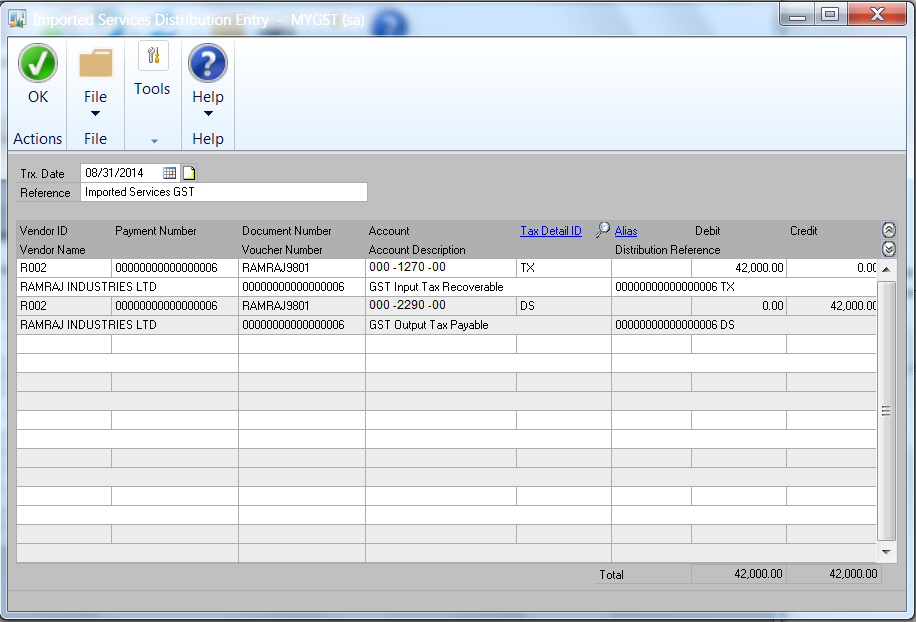 Imported Services Distribution Entry - MYGST (sa)
OK File Tools Help
Actions File Help
Trx. Date 08/31/2014
Reference Imported Services GST
Vendor ID Payment Number Document Number Account Tax Detail ID Alias Debit Credit
Vendor Name Voucher Number Account Description Distribution Reference
R002 00000000000000006 RAMRAJ9801 000 -1270 -00 TX 42,000.00 0.00
RAMRAJ INDUSTRIES LTD 00000000000000006 GST Input Tax Recoverable 00000000000000006 TX
R002 00000000000000006 RAMRAJ9801 000 -2290 -00 DS 0.00 42,000.00
RAMRAJ INDUSTRIES LTD 00000000000000006 GST Output Tax Payable 00000000000000006 DS
Total 42,000.00 42,000.00